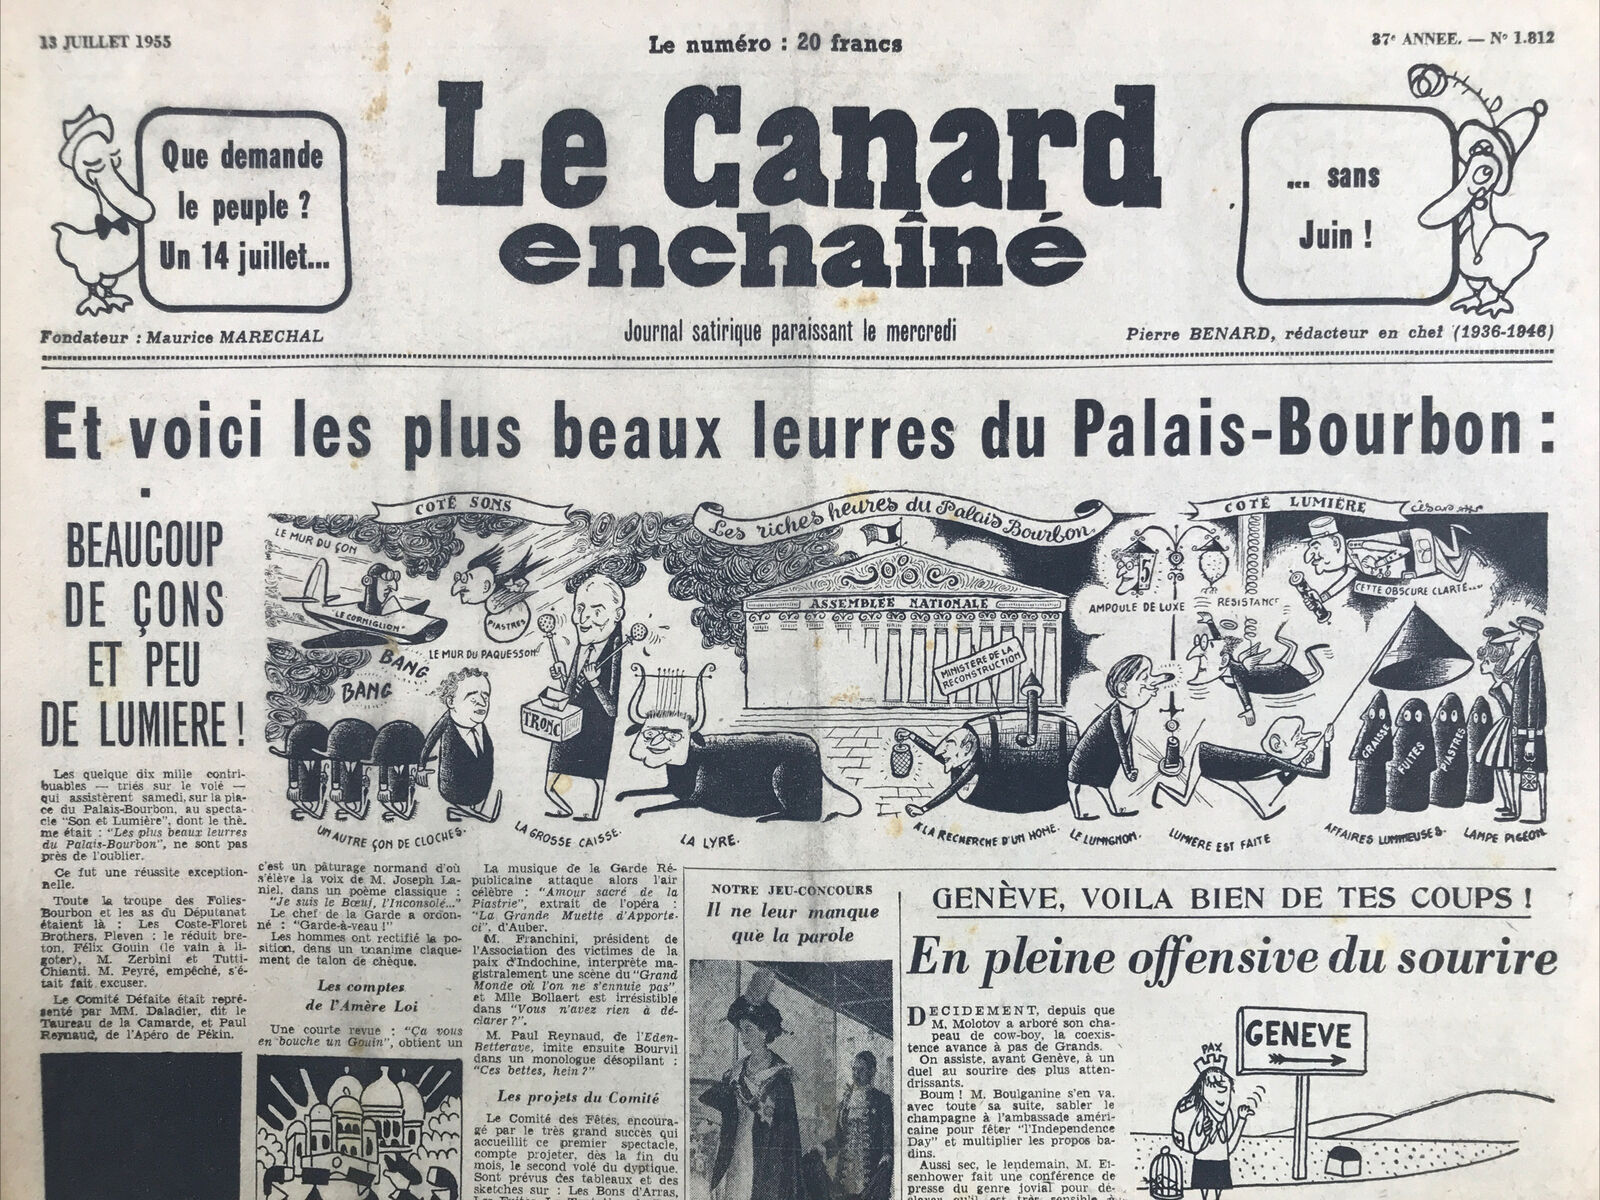 13 JUILLET 1955
Le numéro : 20 francs
37e ANNEE. — N° 1.812
Que demande
le peuple ?
Un 14 juillet...
Le Canard
enchaîné
... sans
Juin !
Fondateur : Maurice MARECHAL
Journal satirique paraissant le mercredi
Pierre BENARD, rédacteur en chef (1936-1946)
Et voici les plus beaux leurres du Palais-Bourbon :
BEAUCOUP
DE ÇONS
ET PEU
DE LUMIERE !
COTÉ SONS
Les riches heures du Palais Bourbon
COTÉ LUMIÈRE
LE MUR DU ÇON
LE CORNIGLION
PIASTRES
BANG
BANG
LE MUR DU PAQUESSON
TRONC
ASSEMBLÉE NATIONALE
MINISTÈRE DE LA
RECONSTRUCTION
5
AMPOULE DE LUXE
RESISTANCE
CETTE OBSCURE CLARTÉ....
GRAISSE
FUITES
PIASTRES
UN AUTRE ÇON DE CLOCHES.
LA GROSSE CAISSE.
LA LYRE.
A LA RECHERCHE D'UN HOME.
LE LUMIGNON.
LUMIÈRE EST FAITE
AFFAIRES LUMINEUSES.
LAMPE PIGEON
Les quelque dix mille contri-
buables — triés sur le volé —
qui assistèrent samedi, sur la pla-
ce du Palais-Bourbon, au specta-
cle "Son et Lumière", dont le thè-
me était : "Les plus beaux leurres
du Palais-Bourbon", ne sont pas
près de l'oublier.
Ce fut une réussite exception-
nelle.
Toute la troupe des Folies-
Bourbon et les as du Députanat
étaient là : Les Coste-Floret
Brothers, Pleven : le réduit bre-
ton, Félix Gouin (le vain à li-
goter), M. Zerbini et Tutti-
Chianti. M. Peyré, empêché, s'é-
tait fait excuser.
Le Comité Défaite était repré-
senté par MM. Daladier, dit le
Taureau de la Camarde, et Paul
Reynaud, de l'Apéro de Pékin.
c'est un pâturage normand d'où
s'élève la voix de M. Joseph La-
niel, dans un poème classique :
"Je suis le Bœuf, l'Inconsolé..."
Le chef de la Garde a ordon-
né : "Garde-à-veau !"
Les hommes ont rectifié la po-
sition, dans un unanime claque-
ment de talon de chèque.
Les comptes
de l'Amère Loi
Une courte revue : "Ça vous
en bouche un Gouin", obtient un
La musique de la Garde Ré-
publicaine attaque alors l'air
célèbre : "Amour sacré de la
Piastrie", extrait de l'opéra :
"La Grande Muette d'Apporte-
ci", d'Auber.
M. Franchini, président de
l'Association des victimes de la
paix d'Indochine, interprète ma-
gistralement une scène du "Grand
Monde où l'on ne s'ennuie pas"
et Mlle Bollaert est irrésistible
dans "Vous n'avez rien à dé-
clarer ?".
M. Paul Reynaud, de l'Eden-
Betterave, imite ensuite Bourvil
dans un monologue désopilant :
"Ces bettes, hein ?"
Les projets du Comité
Le Comité des Fêtes, encoura-
gé par le très grand succès qui
accueillit ce premier spectacle,
compte projeter, dès la fin du
mois, le second volé du dyptique.
Sont prévus des tableaux et des
sketches sur : Les Bons d'Arras,
NOTRE JEU-CONCOURS
Il ne leur manque
que la parole
GENÈVE, VOILA BIEN DE TES COUPS !
En pleine offensive du sourire
DECIDEMENT, depuis que
M. Molotov a arboré son cha-
peau de cow-boy, la coexis-
tence avance à pas de Grands.
On assiste, avant Genève, à un
duel au sourire des plus atten-
drissants.
Boum ! M. Boulganine s'en va,
avec toute sa suite, sabler le
champagne à l'ambassade améri-
caine pour fêter "l'Independence
Day" et multiplier les propos ba-
dins.
Aussi sec, le lendemain, M. Ei-
senhower fait une conférence de
presse du genre jovial pour dé-
PAX
GENEVE